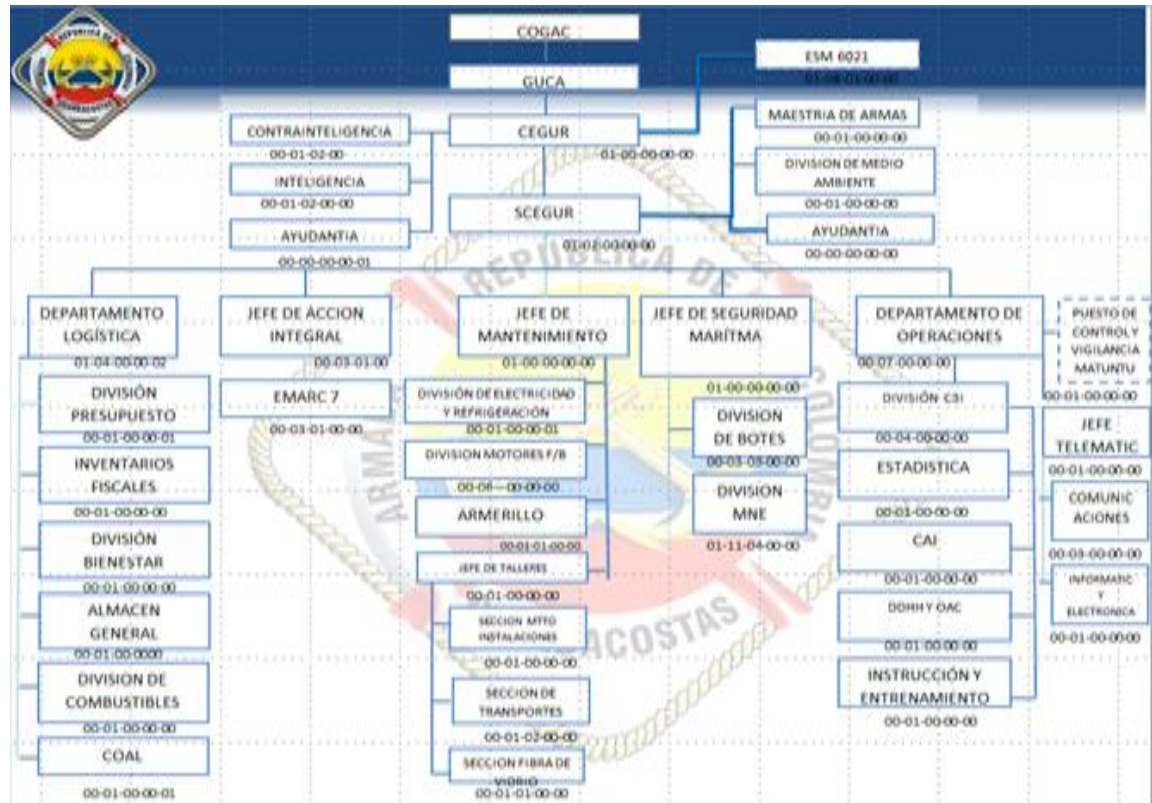 COGAC
GUCA
ESM 6021
CEGUR
01-00-00-00-00
CONTRAINTELIGENCIA
00-01-02-00
INTELIGENCIA
00-01-02-00-00
AYUDANTIA
00-00-00-00-01
MAESTRIA DE ARMAS
00-01-00-00-00
DIVISION DE MEDIO
AMBIENTE
00-01-00-00-00
AYUDANTIA
00-00-00-00-00
SCEGUR
01-02-00-00-00
DEPARTAMENTO
LOGÍSTICA
01-04-00-00-02
DIVISIÓN
PRESUPUESTO
00-01-00-00-01
INVENTARIOS
FISCALES
00-01-00-00-00
DIVISIÓN
BIENESTAR
00-01-00-00-00
ALMACEN
GENERAL
00-01-00-0000
DIVISION DE
COMBUSTIBLES
00-01-00-00-00
COAL
00-01-00-00-01
JEFE DE ACCION
INTEGRAL
00-03-01-00
EMARC 7
00-03-01-00-00
JEFE DE
MANTENIMIENTO
01-00-00-00-00
DIVISIÓN DE ELECTRICIDAD
Y REFRIGERACIÓN
00-01-00-00-01
DIVISION MOTORES F/B
00-06---00-00-00
ARMERILLO
00-01-01-00-00
JEFE DE TALLERES
00-01-00-00-00
SECCION MTTO
INSTALACIONES
00-01-00-00-00
SECCION DE
TRANSPORTES
00-01-02-00-00
SECCION FIBRA DE
VIDRIO
00-01-01-00-00
JEFE DE SEGURIDAD
MARÍTMA
01-00-00-00-00
DIVISION
DE BOTES
00-03-03-00-00
DIVISION
MNE
01-11-04-00-00
DEPARTAMENTO DE
OPERACIONES
00-07-00-00-00
DIVISIÓN C3I
00-04-00-00-00
ESTADISTICA
00-01-00-00-00
CAI
00-01-00-00-00
DDHH Y OAC
00-01-00-00-00
INSTRUCCIÓN Y
ENTRENAMIENTO
00-01-00-00-00
PUESTO DE
CONTROL Y
VIGILANCIA
MATUNTU
00-01-00-00-00
JEFE
TELEMATIC
00-01-00-00-00
COMUNIC
ACIONES
00-03-00-00-00
INFORMATIC
Y
ELECTRONICA
00-01-00-00-00
REPÚBLICA DE
COLOMBIA